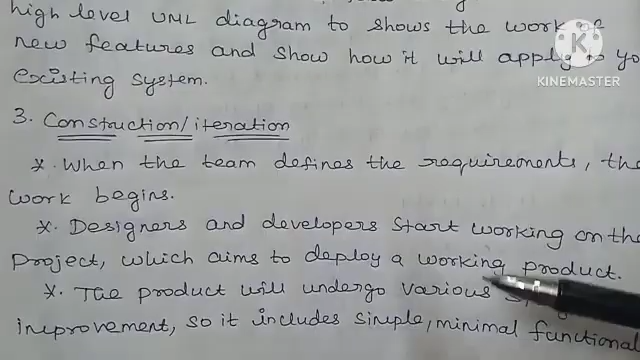 high level UML diagram to shows the work of
new features and show how it will apply to yo
existing system.
3. Construction/iteration
*. When the team defines the requirements, the
work begins.
*. Designers and developers start working on the
project, which aims to deploy a working product.
*. The product will undergo various
improvement, so it includes simple, minimal functional
KINEMASTER